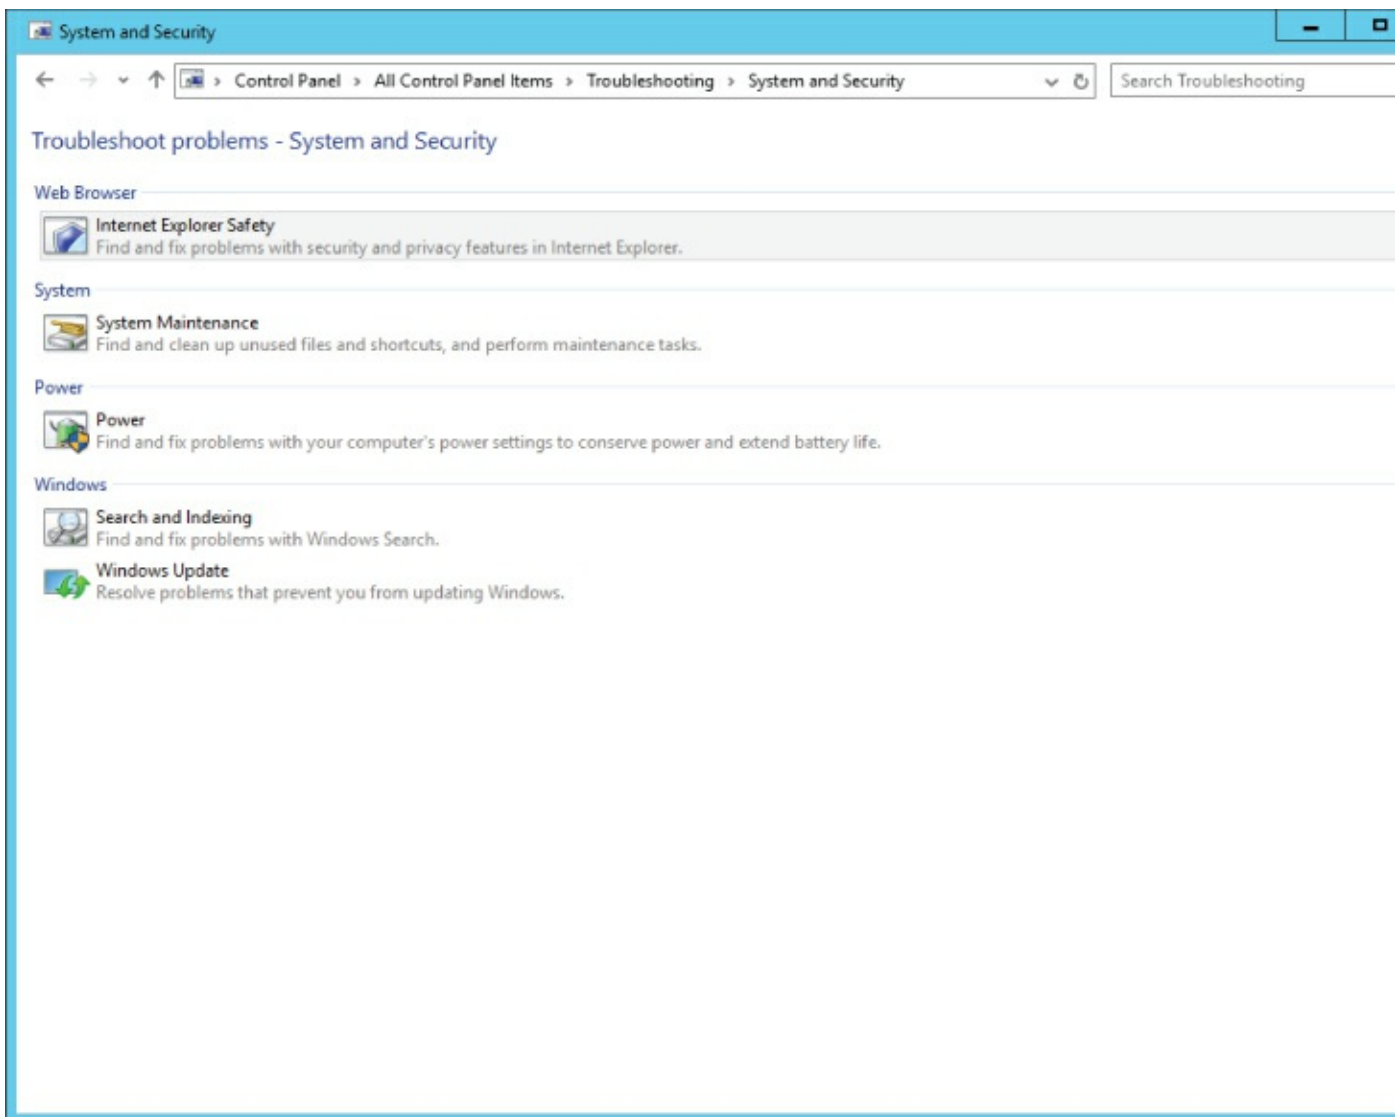 System and Security
Control Panel > All Control Panel Items > Troubleshooting > System and Security
Search Troubleshooting
Troubleshoot problems - System and Security
Web Browser
Internet Explorer Safety
Find and fix problems with security and privacy features in Internet Explorer.
System
System Maintenance
Find and clean up unused files and shortcuts, and perform maintenance tasks.
Power
Power
Find and fix problems with your computer's power settings to conserve power and extend battery life.
Windows
Search and Indexing
Find and fix problems with Windows Search.
Windows Update
Resolve problems that prevent you from updating Windows.